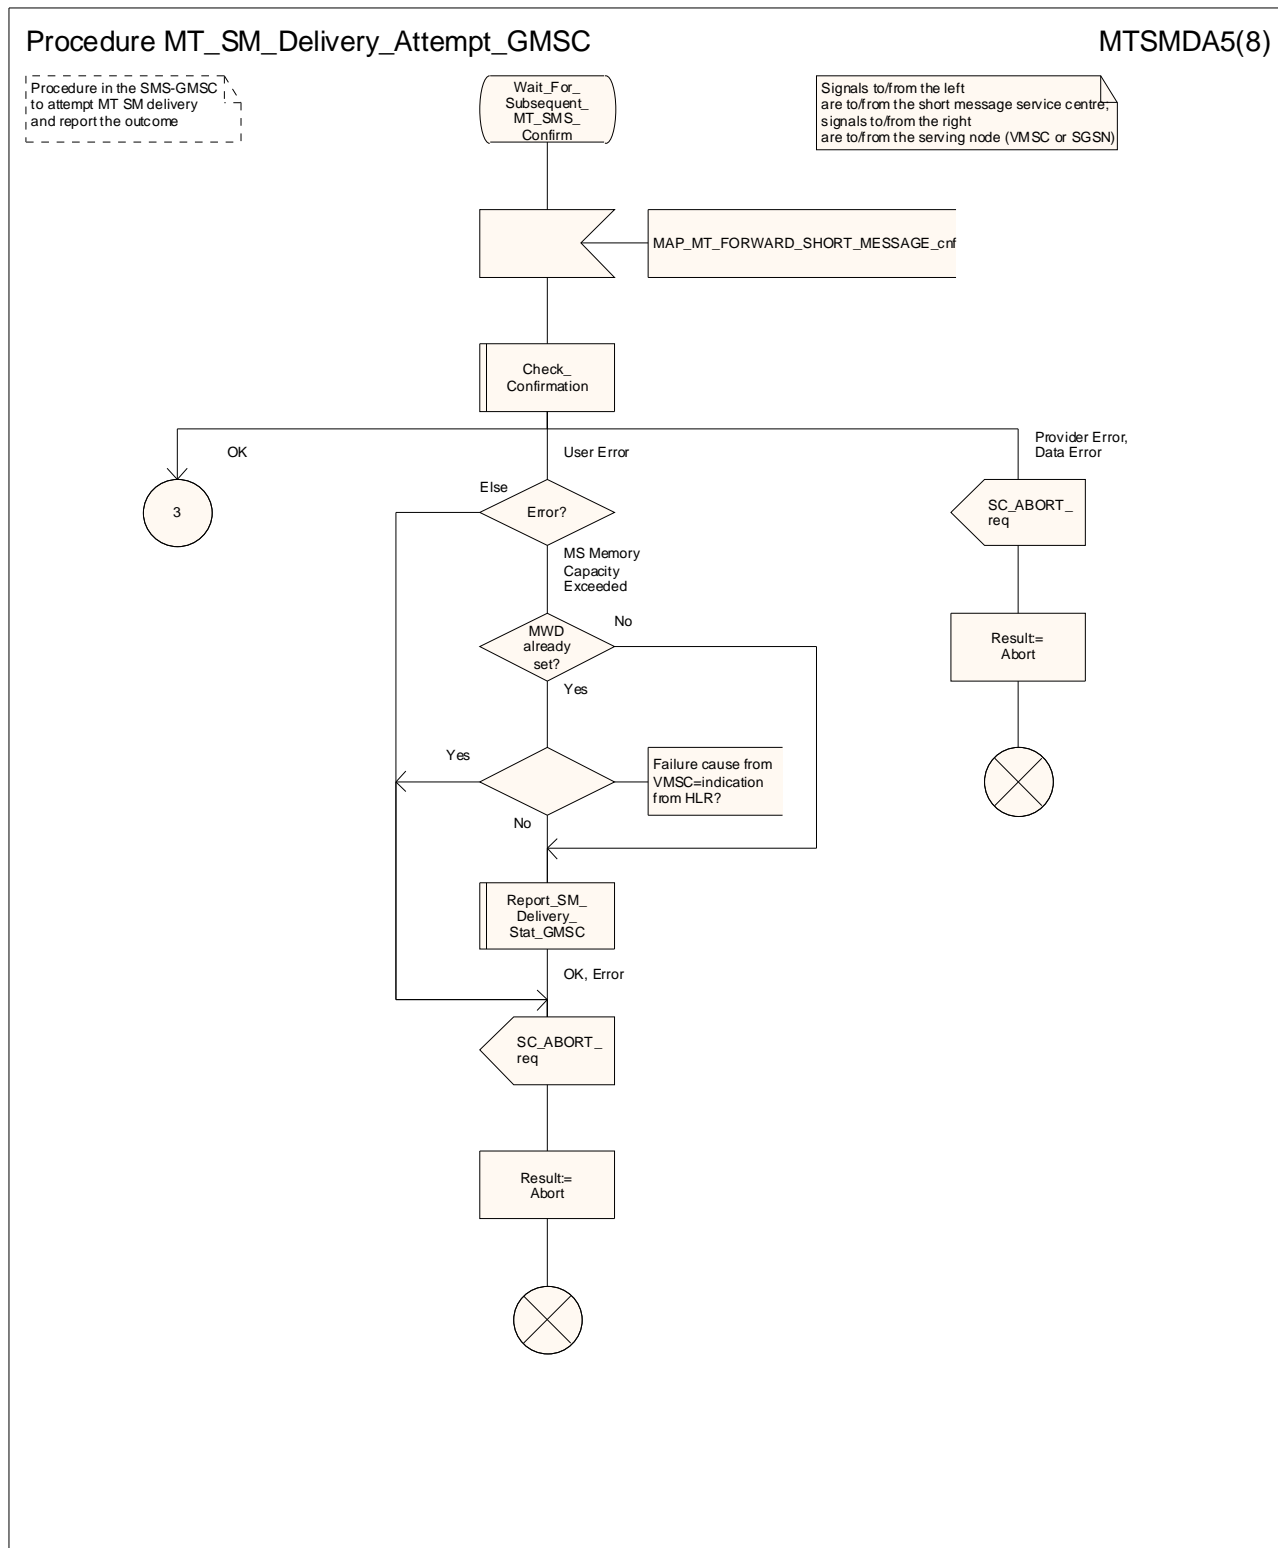 Procedure MT_SM_Delivery_Attempt_GMSC
MTSMDA5(8)
Procedure in the SMS-GMSC
to attempt MT SM delivery
and report the outcome
Wait_For_
Subsequent_
MT_SMS_
Confirm
Signals to/from the left
are to/from the short message service centre;
signals to/from the right
are to/from the serving node (VMSC or SGSN)
MAP_MT_FORWARD_SHORT_MESSAGE_cnf
Check_
Confirmation
OK
User Error
Provider Error,
Data Error
3
Else
Error?
SC_ABORT_
req
MS Memory
Capacity
Exceeded
MWD
already
set?
No
Result:=
Abort
Yes
Yes
Failure cause from
VMSC=indication
from HLR?
No
Report_SM_
Delivery_
Stat_GMSC
OK, Error
SC_ABORT_
req
Result:=
Abort